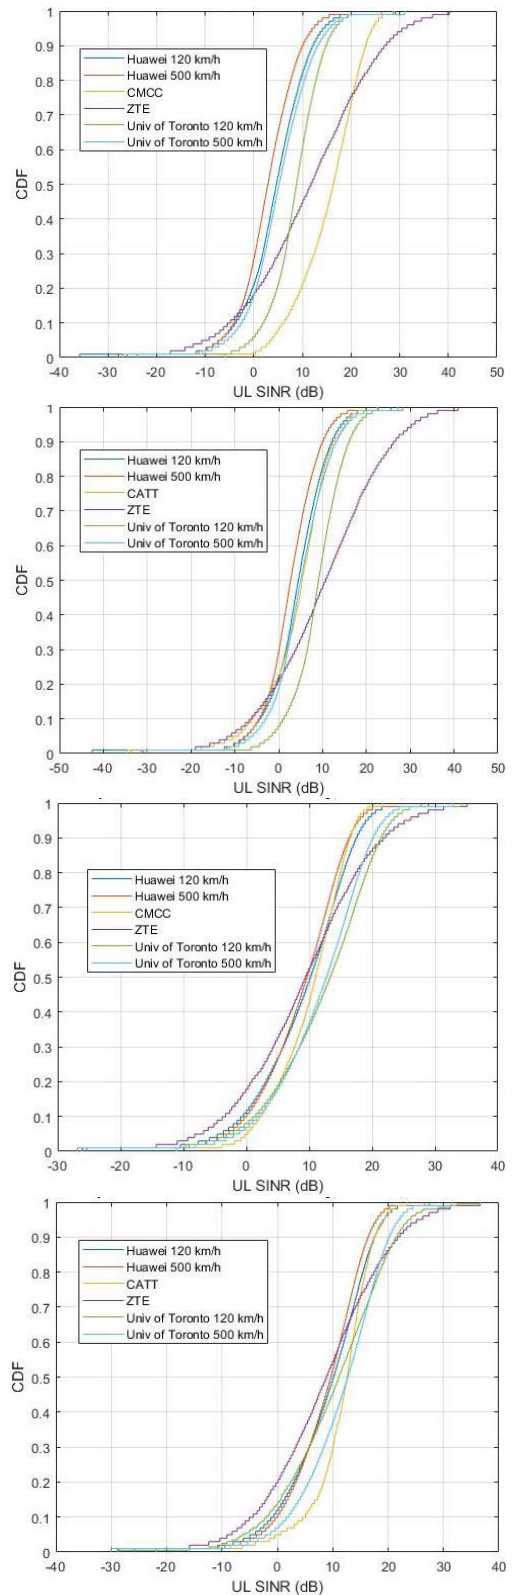 1
0.9
0.8
0.7
0.6
0.5
0.4
0.3
0.2
0.1
0
CDF
Huawei 120 km/h
Huawei 500 km/h
CMCC
ZTE
Univ of Toronto 120 km/h
Univ of Toronto 500 km/h
-40 -30 -20 -10 0 10 20 30 40 50
UL SINR (dB)
1
0.9
0.8
0.7
0.6
0.5
0.4
0.3
0.2
0.1
0
CDF
Huawei 120 km/h
Huawei 500 km/h
CATT
ZTE
Univ of Toronto 120 km/h
Univ of Toronto 500 km/h
-50 -40 -30 -20 -10 0 10 20 30 40 50
UL SINR (dB)
1
0.9
0.8
0.7
0.6
0.5
0.4
0.3
0.2
0.1
0
CDF
Huawei 120 km/h
Huawei 500 km/h
CMCC
ZTE
Univ of Toronto 120 km/h
Univ of Toronto 500 km/h
-30 -20 -10 0 10 20 30 40
UL SINR (dB)
1
0.9
0.8
0.7
0.6
0.5
0.4
0.3
0.2
0.1
0
CDF
Huawei 120 km/h
Huawei 500 km/h
CATT
ZTE
Univ of Toronto 120 km/h
Univ of Toronto 500 km/h
-40 -30 -20 -10 0 10 20 30 40
UL SINR (dB)